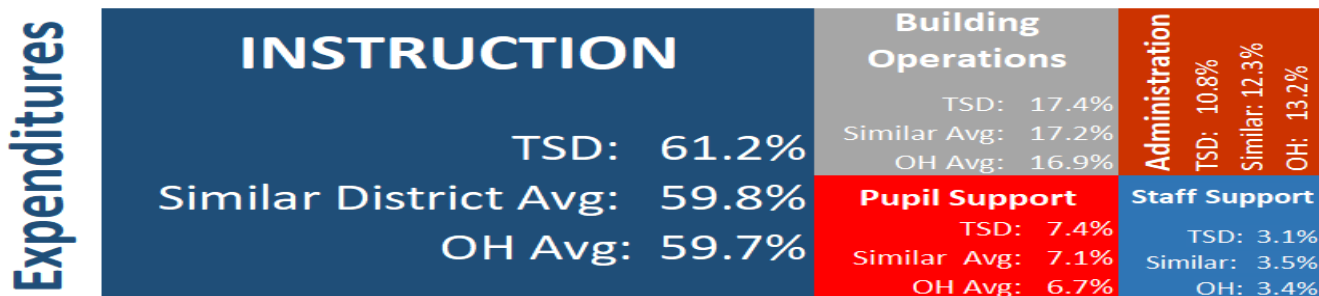 Expenditures
INSTRUCTION
TSD: 61.2%
Similar District Avg: 59.8%
OH Avg: 59.7%
Building
Operations
TSD: 17.4%
Similar Avg: 17.2%
OH Avg: 16.9%
Administration
TSD: 10.8%
Similar: 12.3%
OH: 13.2%
Pupil Support
TSD: 7.4%
Similar Avg: 7.1%
OH Avg: 6.7%
Staff Support
TSD: 3.1%
Similar: 3.5%
OH: 3.4%